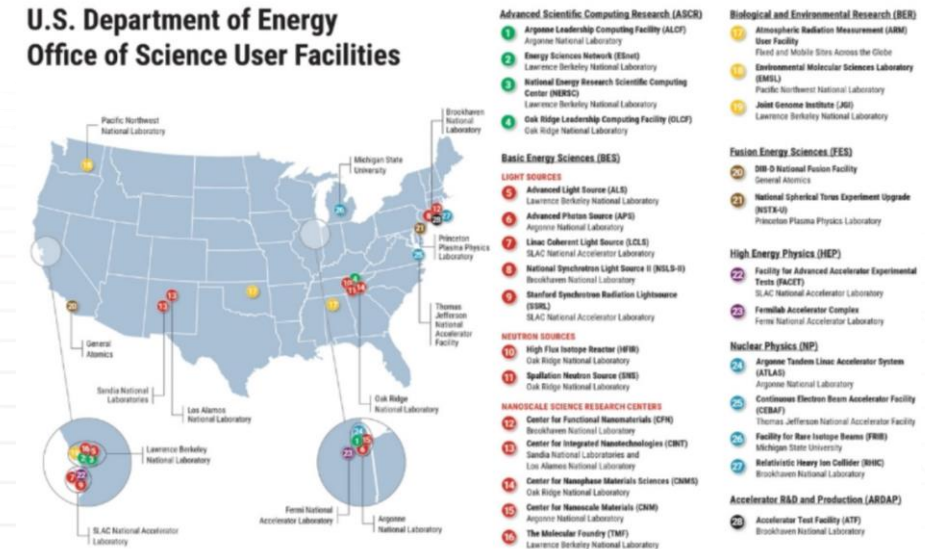 U.S. Department of Energy
Office of Science User Facilities
Pacific Northwest
National Laboratory
Brookhaven
National
Laboratory
Michigan State
University
Princeton
Plasma Physics
Laboratory
Thomas
Jefferson
National
Accelerator
Facility
General
Atomics
Sandia National
Laboratories
Los Alamos
National Laboratory
Oak Ridge
National Laboratory
Lawrence Berkeley
National Laboratory
SLAC National Accelerator
Laboratory
Fermi National
Accelerator Laboratory
Argonne
National Laboratory
Advanced Scientific Computing Research (ASCR)
1 Argonne Leadership Computing Facility (ALCF)
Argonne National Laboratory
2 Energy Sciences Network (ESnet)
Lawrence Berkeley National Laboratory
3 National Energy Research Scientific Computing
Center (NERSC)
Lawrence Berkeley National Laboratory
4 Oak Ridge Leadership Computing Facility (OLCF)
Oak Ridge National Laboratory
Basic Energy Sciences (BES)
LIGHT SOURCES
5 Advanced Light Source (ALS)
Lawrence Berkeley National Laboratory
6 Advanced Photon Source (APS)
Argonne National Laboratory
7 Linac Coherent Light Source (LCLS)
SLAC National Accelerator Laboratory
8 National Synchrotron Light Source II (NSLS-II)
Brookhaven National Laboratory
9 Stanford Synchrotron Radiation Lightsource
(SSRL)
SLAC National Accelerator Laboratory
NEUTRON SOURCES
10 High Flux Isotope Reactor (HFIR)
Oak Ridge National Laboratory
11 Spallation Neutron Source (SNS)
Oak Ridge National Laboratory
NANOSCALE SCIENCE RESEARCH CENTERS
12 Center for Functional Nanomaterials (CFN)
Brookhaven National Laboratory
13 Center for Integrated Nanotechnologies (CINT)
Sandia National Laboratories and
Los Alamos National Laboratory
14 Center for Nanophase Materials Sciences (CNMS)
Oak Ridge National Laboratory
15 Center for Nanoscale Materials (CNM)
Argonne National Laboratory
16 The Molecular Foundry (TMF)
Lawrence Berkeley National Laboratory
Biological and Environmental Research (BER)
17 Atmospheric Radiation Measurement (ARM)
User Facility
Fixed and Mobile Sites Across the Globe
18 Environmental Molecular Sciences Laboratory
(EMSL)
Pacific Northwest National Laboratory
19 Joint Genome Institute (JGI)
Lawrence Berkeley National Laboratory
Fusion Energy Sciences (FES)
20 DIII-D National Fusion Facility
General Atomics
21 National Spherical Torus Experiment Upgrade
(NSTX-U)
Princeton Plasma Physics Laboratory
High Energy Physics (HEP)
22 Facility for Advanced Accelerator Experimental
Tests (FACET)
SLAC National Accelerator Laboratory
23 Fermilab Accelerator Complex
Fermi National Accelerator Laboratory
Nuclear Physics (NP)
24 Argonne Tandem Linac Accelerator System
(ATLAS)
Argonne National Laboratory
25 Continuous Electron Beam Accelerator Facility
(CEBAF)
Thomas Jefferson National Accelerator Facility
26 Facility for Rare Isotope Beams (FRIB)
Michigan State University
27 Relativistic Heavy Ion Collider (RHIC)
Brookhaven National Laboratory
Accelerator R&D and Production (ARDAP)
28 Accelerator Test Facility (ATF)
Brookhaven National Laboratory